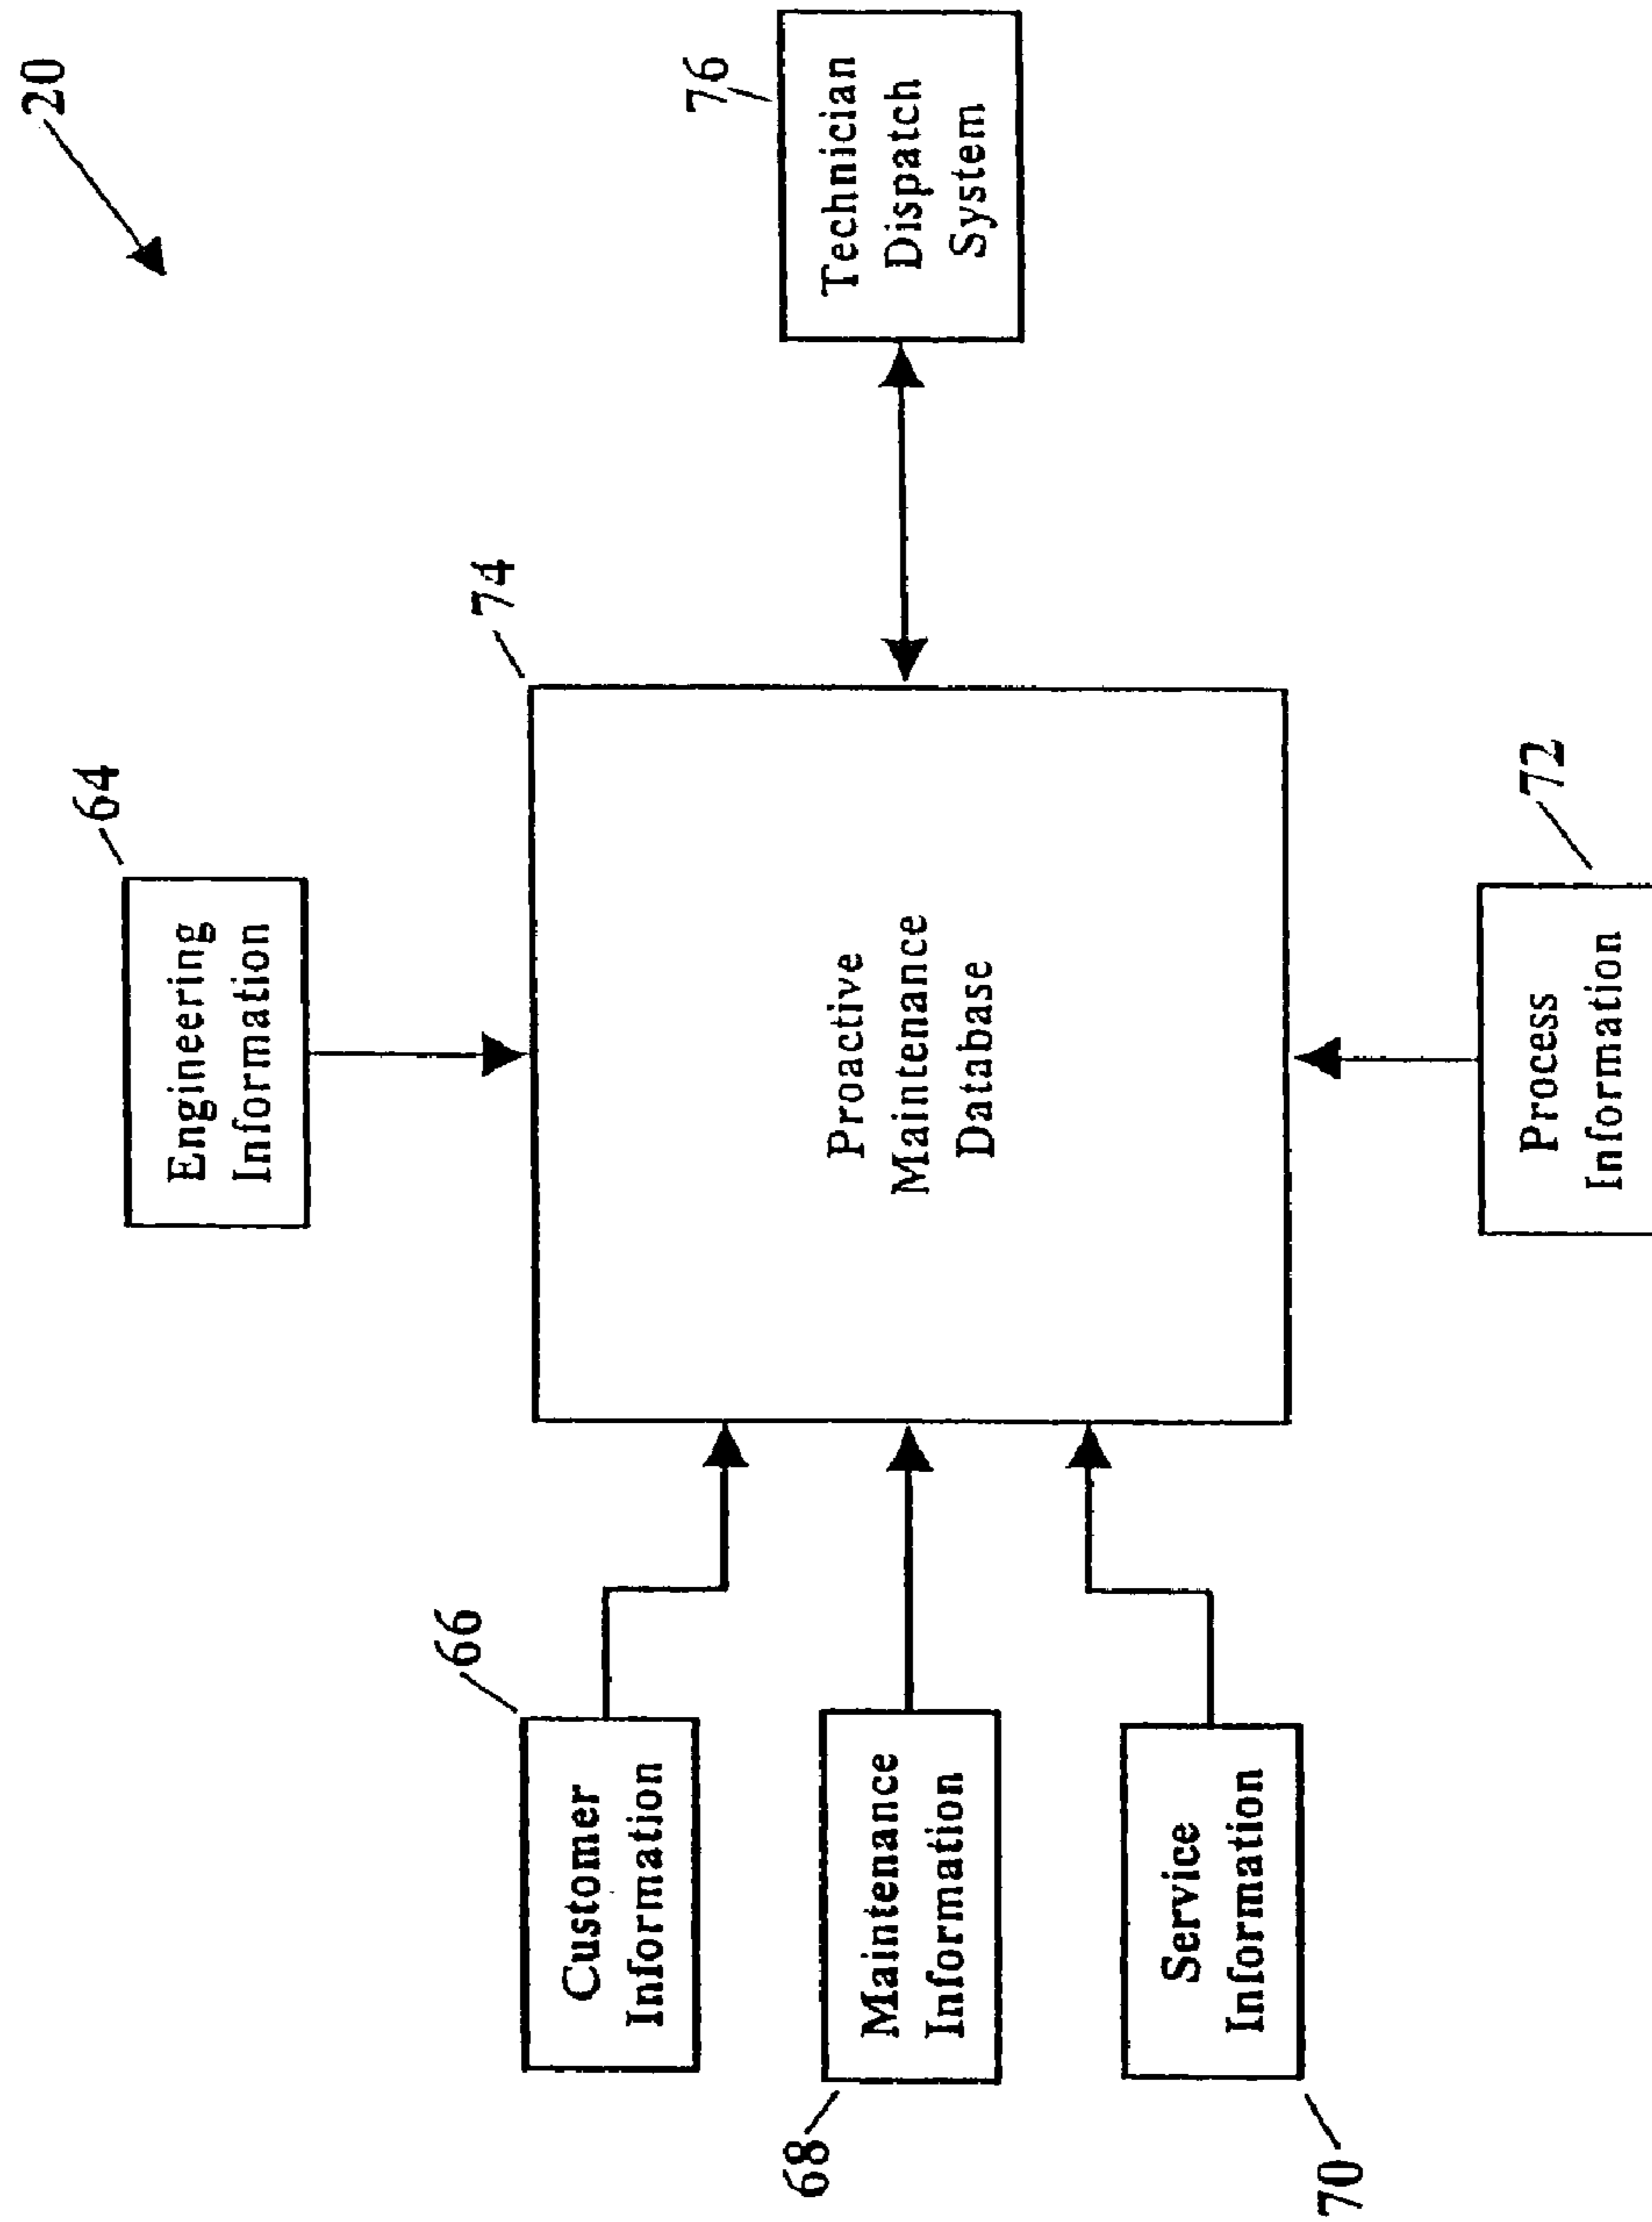 20
64
Engineering
Information
66
Customer
Information
74
Proactive
Maintenance
Database
76
Technician
Dispatch
System
68
Maintenance
Information
70
Service
Information
72
Process
Information